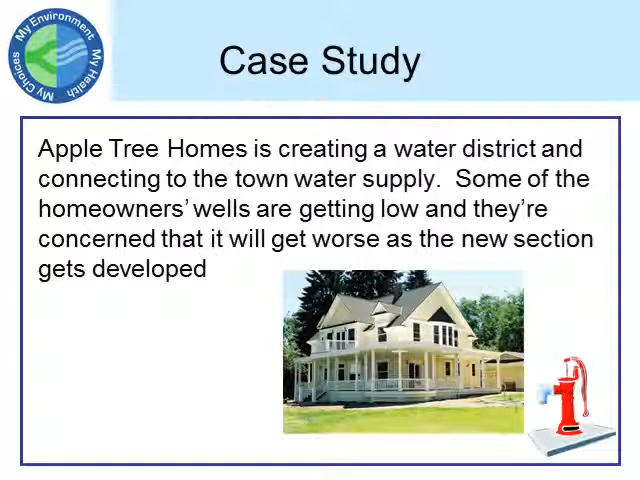 My Environment
My Health
My Choices
Case Study
Apple Tree Homes is creating a water district and
connecting to the town water supply.  Some of the
homeowners’ wells are getting low and they’re
concerned that it will get worse as the new section
gets developed